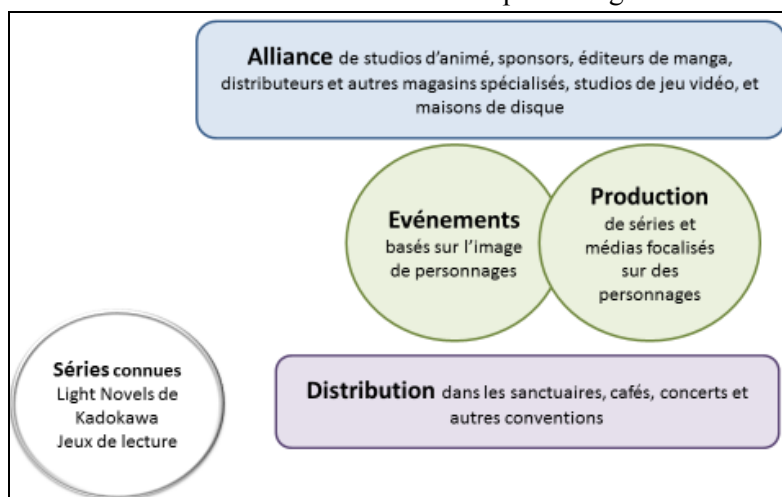 Alliance de studios d’animé, sponsors, éditeurs de manga,
distributeurs et autres magasins spécialisés, studios de jeu vidéo, et
maisons de disque
Evénements
basés sur l’image
de personnages
Production
de séries et
médias focalisés
sur des
personnages
Séries connues
Light Novels de
Kadokawa
Jeux de lecture
Distribution dans les sanctuaires, cafés, concerts et
autres conventions